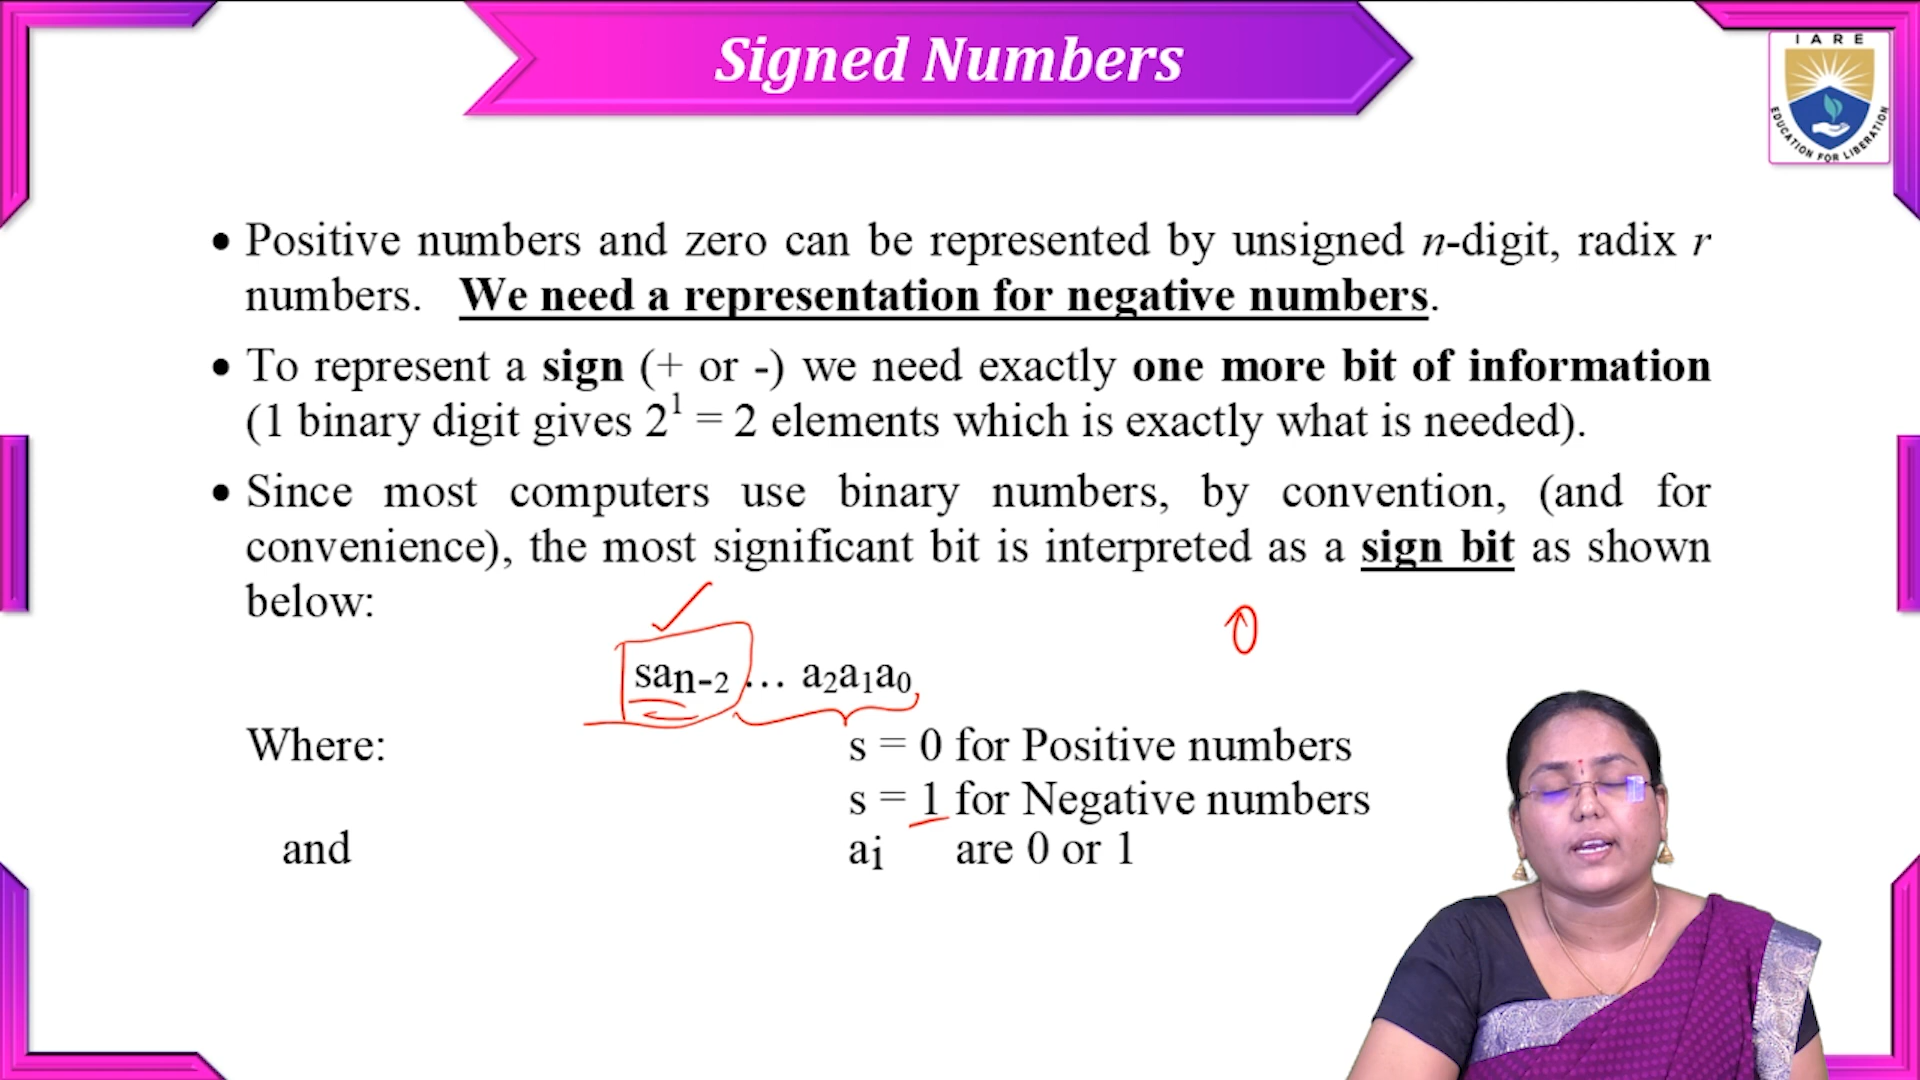 Signed Numbers
IARE
EDUCATION FOR LIBERATION
• Positive numbers and zero can be represented by unsigned n-digit, radix r
numbers. We need a representation for negative numbers.
• To represent a sign (+ or -) we need exactly one more bit of information
(1 binary digit gives 2¹ = 2 elements which is exactly what is needed).
• Since most computers use binary numbers, by convention, (and for
convenience), the most significant bit is interpreted as a sign bit as shown
below:
0
saₙ₋₂ … a₂a₁a₀
Where: s = 0 for Positive numbers
s = 1 for Negative numbers
and aᵢ are 0 or 1